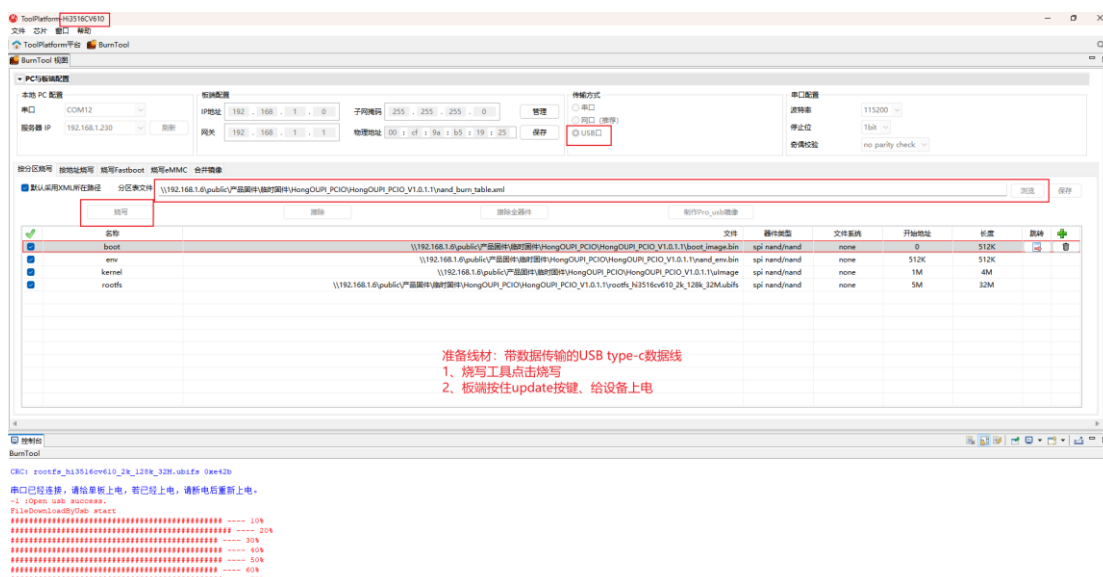 ToolPlatform-Hi3516CV610
文件 芯片 窗口 帮助
ToolPlatform平台 BurnTool
BurnTool 视图
PC与板端配置
本地 PC 配置 板端配置 传输方式 串口配置
串口 COM12 IP地址 192 . 168 . 1 . 0 子网掩码 255 . 255 . 255 . 0 管理 串口 波特率 115200
网口 (推荐)
服务器 IP 192.168.1.230 刷新 网关 192 . 168 . 1 . 1 物理地址 00 : cf : 9a : b5 : 19 : 25 保存 USB口 停止位 1bit
奇偶校验 no parity check
按分区烧写 按地址烧写 烧写Fastboot 烧写eMMC 合并镜像
默认采用XML所在路径 分区表文件 \\192.168.1.6\public\产品固件\临时固件\HongOUPI_PCIO\HongOUPI_PCIO_V1.0.1.1\nand_burn_table.xml 浏览 保存
烧写 擦除 擦除全器件 制作Pro_usb镜像
名称 文件 器件类型 文件系统 开始地址 长度 跳转
boot \\192.168.1.6\public\产品固件\临时固件\HongOUPI_PCIO\HongOUPI_PCIO_V1.0.1.1\boot_image.bin spi nand/nand none 0 512K
env \\192.168.1.6\public\产品固件\临时固件\HongOUPI_PCIO\HongOUPI_PCIO_V1.0.1.1\nand_env.bin spi nand/nand none 512K 512K
kernel \\192.168.1.6\public\产品固件\临时固件\HongOUPI_PCIO\HongOUPI_PCIO_V1.0.1.1\uImage spi nand/nand none 1M 4M
rootfs \\192.168.1.6\public\产品固件\临时固件\HongOUPI_PCIO\HongOUPI_PCIO_V1.0.1.1\rootfs_hi3516cv610_2k_128k_32M.ubifs spi nand/nand none 5M 32M
准备线材：带数据传输的USB type-c数据线
1、烧写工具点击烧写
2、板端按住update按键、给设备上电
控制台
BurnTool
CRC: rootfs_hi3516cv610_2k_128k_32M.ubifs 0xe42b
串口已经连接，请给单板上电，若已经上电，请断电后重新上电。
-1 :Open usb success.
FileDownloadByUsb start
############################################### ---- 10%
################################################# ---- 20%
############################################## ---- 30%
############################################### ---- 40%
############################################### ---- 50%
############################################## ---- 60%